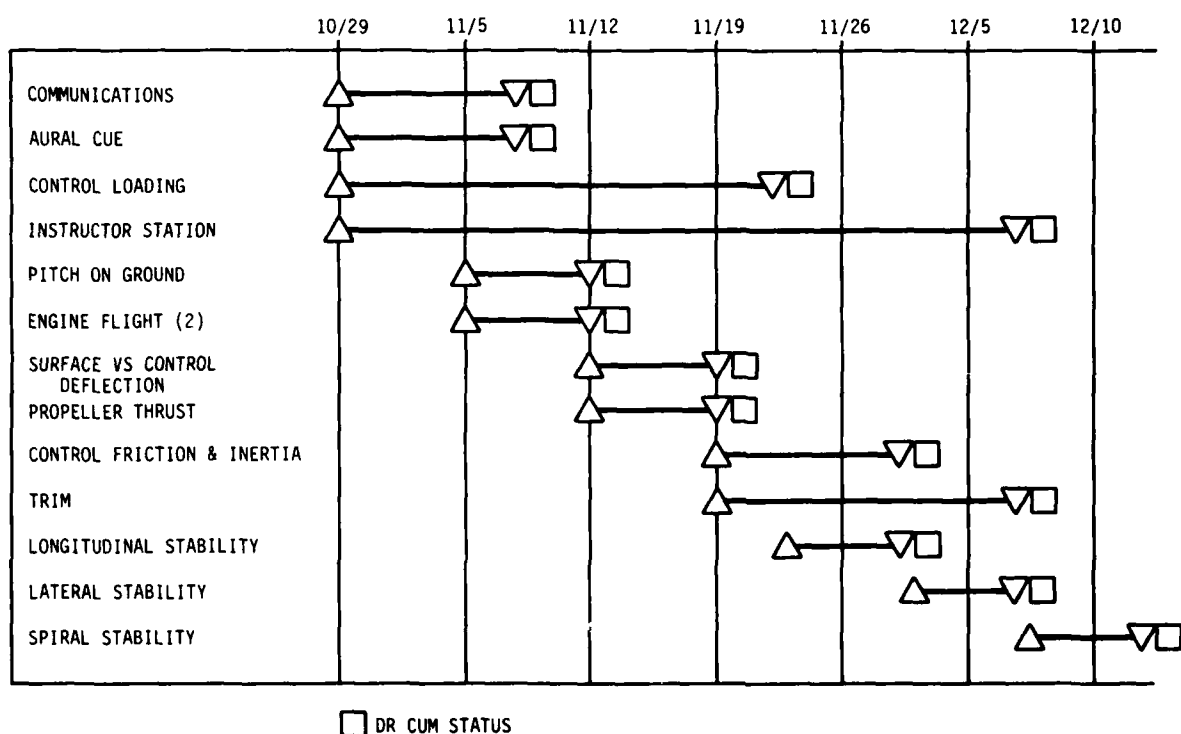 10/29 11/5 11/12 11/19 11/26 12/5 12/10
COMMUNICATIONS
AURAL CUE
CONTROL LOADING
INSTRUCTOR STATION
PITCH ON GROUND
ENGINE FLIGHT (2)
SURFACE VS CONTROL
DEFLECTION
PROPELLER THRUST
CONTROL FRICTION & INERTIA
TRIM
LONGITUDINAL STABILITY
LATERAL STABILITY
SPIRAL STABILITY
DR CUM STATUS